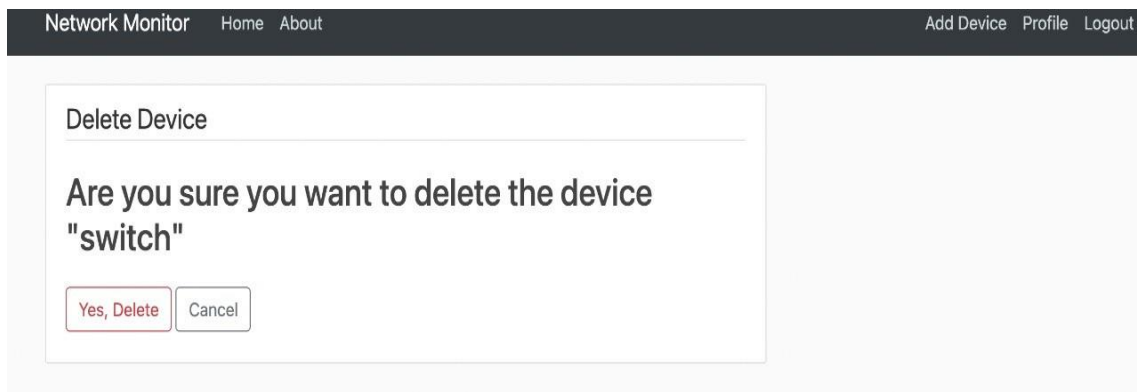 Network Monitor Home About Add Device Profile Logout
Delete Device
Are you sure you want to delete the device
"switch"
Yes, Delete Cancel